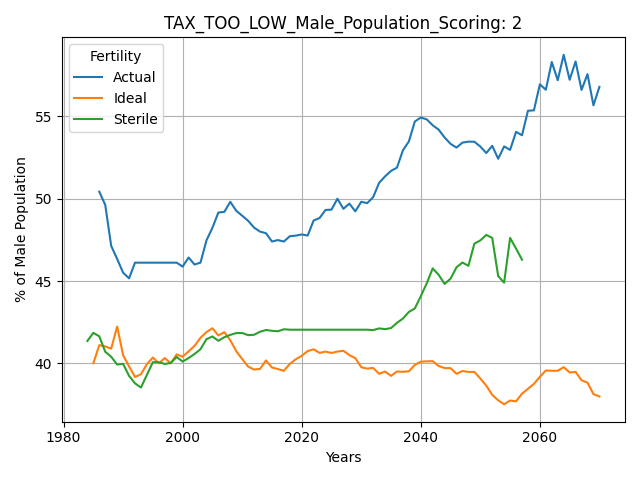 TAX_TOO_LOW_Male_Population_Scoring: 2
Fertility
Actual
Ideal
Sterile
% of Male Population
55
50
45
40
1980 2000 2020 2040 2060
Years